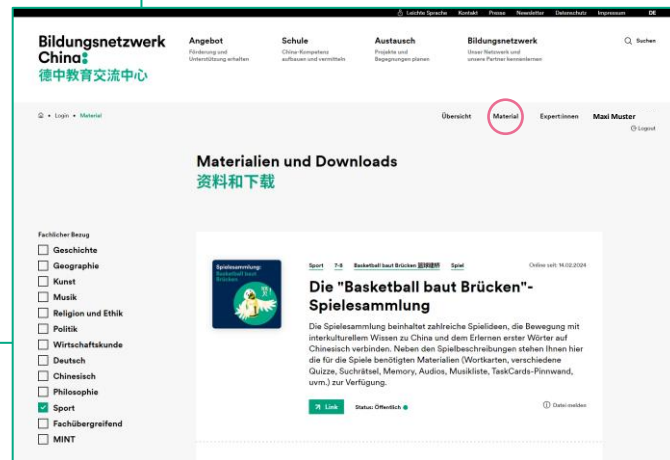 Leichte Sprache Kontakt Presse Newsletter Datenschutz Impressum DE
Bildungsnetzwerk
China:
德中教育交流中心
Angebot
Förderung und
Unterstützung erhalten
Schule
China-Kompetenz
aufbauen und vermitteln
Austausch
Projekte und
Begegnungen planen
Bildungsnetzwerk
Unser Netzwerk und
unsere Partner kennenlernen
Suchen
Login • Material
Übersicht Material Expert:innen Maxi Muster
Logout
Materialien und Downloads
资料和下载
Fachlicher Bezug
Geschichte
Geographie
Kunst
Musik
Religion und Ethik
Politik
Wirtschaftskunde
Deutsch
Chinesisch
Philosophie
Sport
Fachübergreifend
MINT
Spielesammlung:
Basketball baut
Brücken
Sport 7-8 Basketball baut Brücken 篮球建桥 Spiel Online seit: 14.02.2024
Die "Basketball baut Brücken"-
Spielesammlung
Die Spielesammlung beinhaltet zahlreiche Spielideen, die Bewegung mit
interkulturellem Wissen zu China und dem Erlernen erster Wörter auf
Chinesisch verbinden. Neben den Spielbeschreibungen stehen Ihnen hier
die für die Spiele benötigten Materialien (Wortkarten, verschiedene
Quizze, Suchrätsel, Memory, Audios, Musikliste, TaskCards-Pinnwand,
uvm.) zur Verfügung.
Link Status: Öffentlich
Datei melden